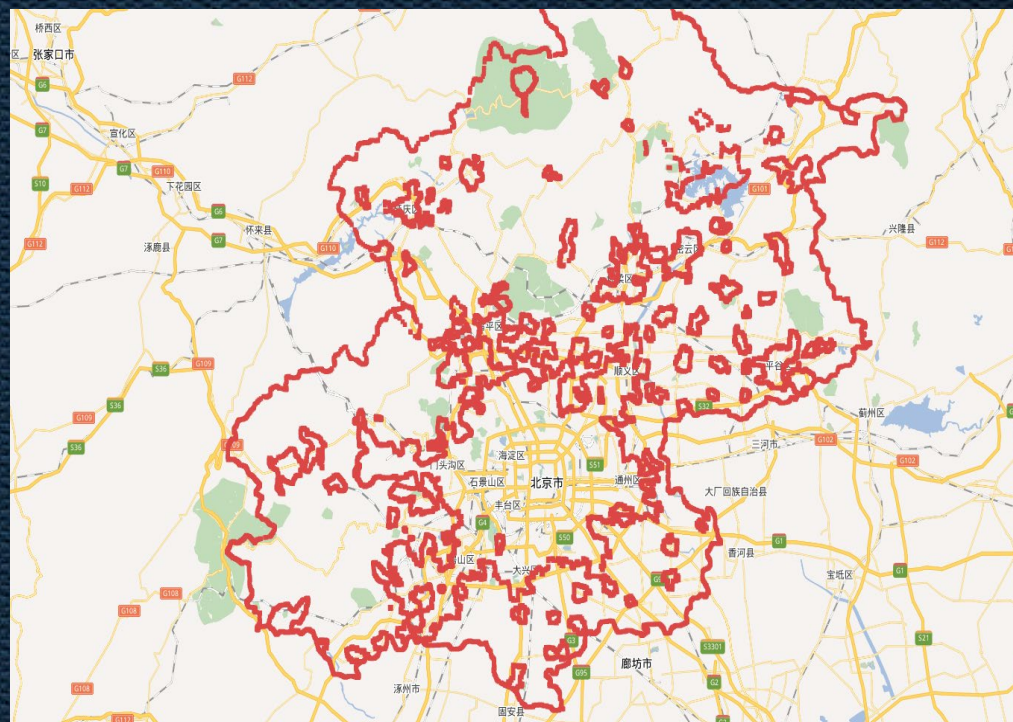 桥西区
张家口市
G6
G112
G7
宣化区
G7
G110
S10
G112
下花园区
G6
怀来县
G7
G110
涿鹿县
G112
G101
兴隆县
G112
密云区
平谷
顺义区
S32
蓟州区
G109
S36
S36
G109
S36
三河市
G102
G102
海淀区
门头沟区
S51
石景山区
北京市
通州区
大厂回族自治县
丰台区
G4
S50
G1
香河县
山区
大兴
宝坻区
G1
G108
G108
G3
S21
S3301
廊坊市
G95
G108
涿州市
G2
固安县
G112